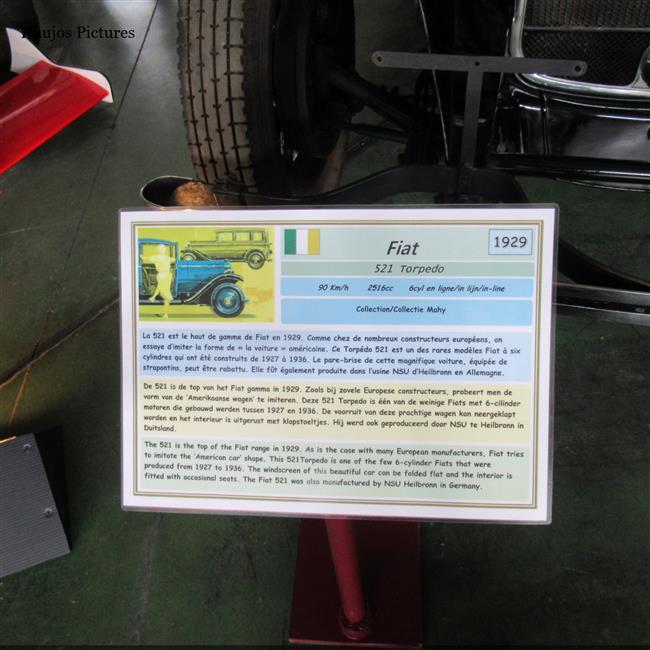 Pictures
Fiat
1929
521 Torpedo
90 Km/h 2516cc 6cyl en ligne/in lijn/in-line
Collection/Collectie Mahy
La 521 est le haut de gamme de Fiat en 1929. Comme chez de nombreux constructeurs européens, on
essaye d'imiter la forme de « la voiture » américaine. Ce Torpédo 521 est un des rares modèles Fiat à six
cylindres qui ont été construits de 1927 à 1936. Le pare-brise de cette magnifique voiture, équipée de
strapontins, peut être rabattu. Elle fût également produite dans l'usine NSU d'Heilbronn en Allemagne.
De 521 is de top van het Fiat gamma in 1929. Zoals bij zovele Europese constructeurs, probeert men de
vorm van de 'Amerikaanse wagen' te imiteren. Deze 521 Torpedo is één van de weinige Fiats met 6-cilinder
motoren die gebouwd werden tussen 1927 en 1936. De voorruit van deze prachtige wagen kan neergeklapt
worden en het interieur is uitgerust met klapstoeltjes. Hij werd ook geproduceerd door NSU te Heilbronn in
Duitsland.
The 521 is the top of the Fiat range in 1929. As is the case with many European manufacturers, Fiat tries
to imitate the 'American car' shape. This 521Torpedo is one of the few 6-cylinder Fiats that were
produced from 1927 to 1936. The windscreen of this beautiful car can be folded flat and the interior is
fitted with occasional seats. The Fiat 521 was also manufactured by NSU Heilbronn in Germany.